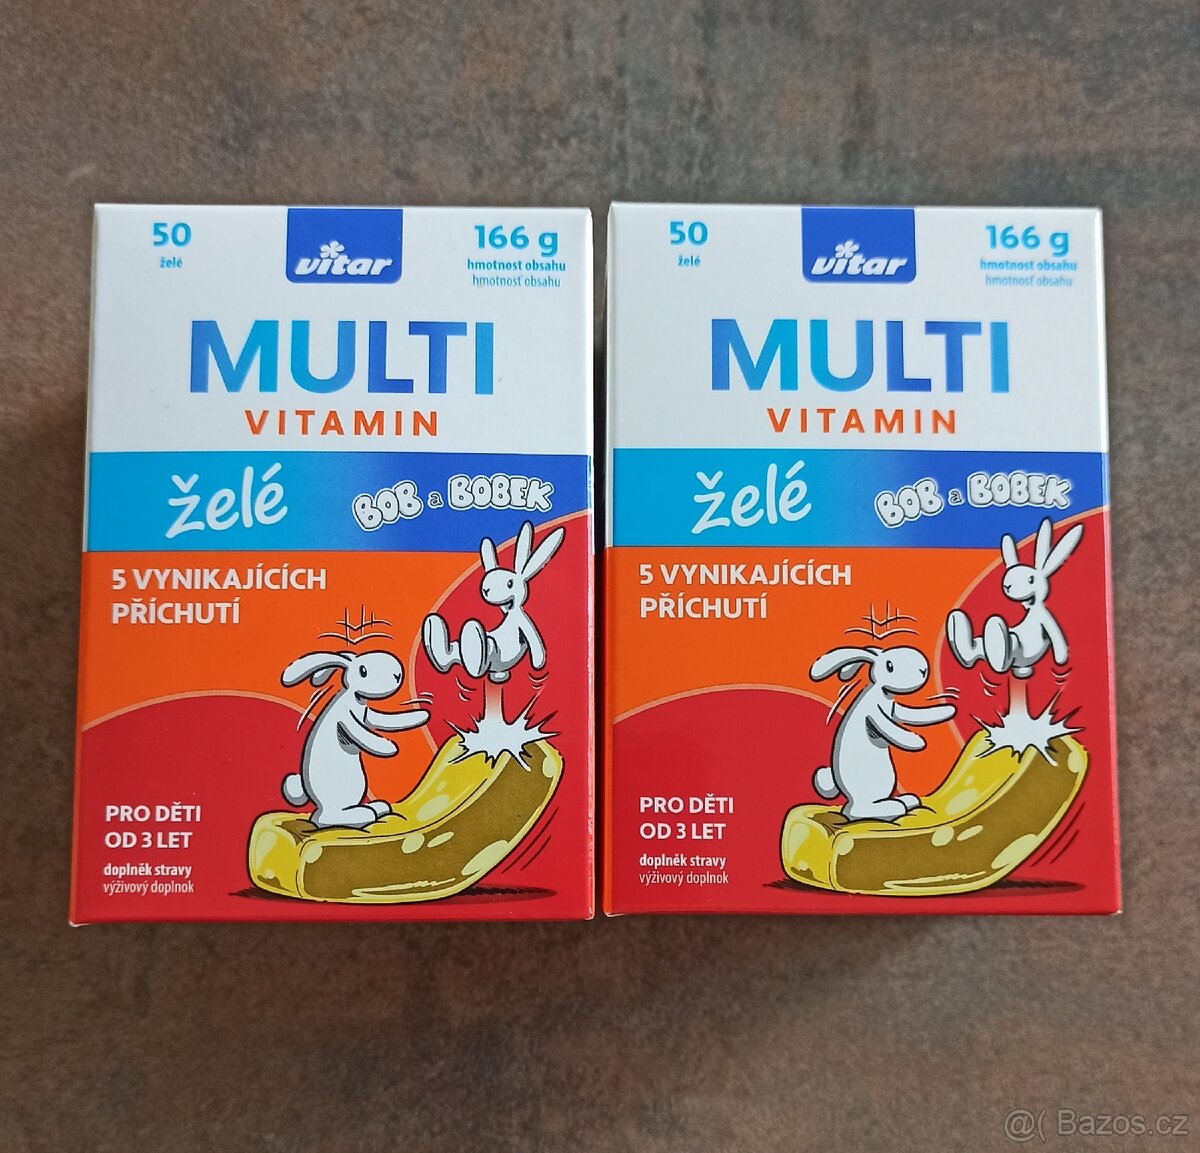 50
želé
vitar
166 g
hmotnost obsahu
hmotnosť obsahu
MULTI
VITAMIN
želé
BOB a BOBEK
5 VYNIKAJÍCÍCH
PŘÍCHUTÍ
PRO DĚTI
OD 3 LET
doplněk stravy
výživový doplnok
50
želé
vitar
166 g
hmotnost obsahu
hmotnosť obsahu
MULTI
VITAMIN
želé
BOB a BOBEK
5 VYNIKAJÍCÍCH
PŘÍCHUTÍ
PRO DĚTI
OD 3 LET
doplněk stravy
výživový doplnok
@( Bazos.cz